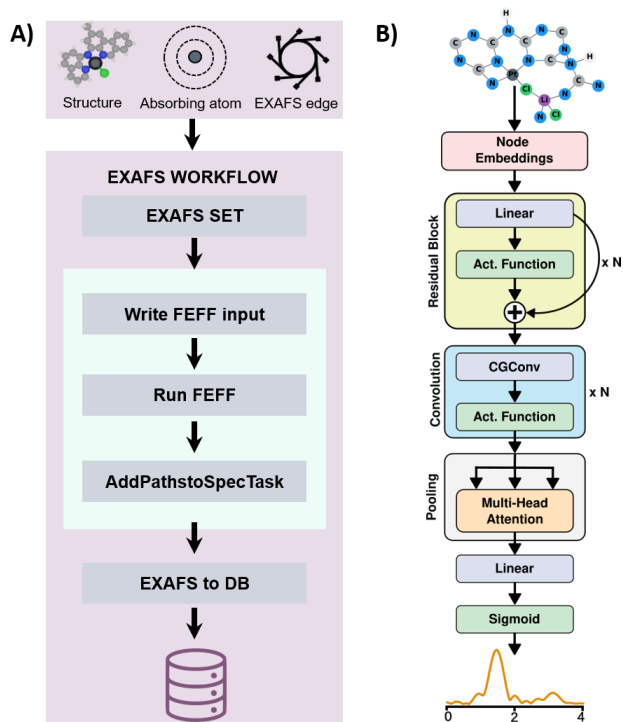 A)
Structure
Absorbing atom
EXAFS edge
EXAFS WORKFLOW
EXAFS SET
Write FEFF input
Run FEFF
AddPathstoSpecTask
EXAFS to DB
B)
H
C
N
N
C
C
N
C
N
H
C
C
N
C
N
N
C
N
Pt
N
C
N
Cl
Li
N
Cl
Node
Embeddings
Residual Block
Linear
Act. Function
+
x N
Convolution
CGConv
Act. Function
x N
Pooling
Multi-Head
Attention
Linear
Sigmoid
0
2
4